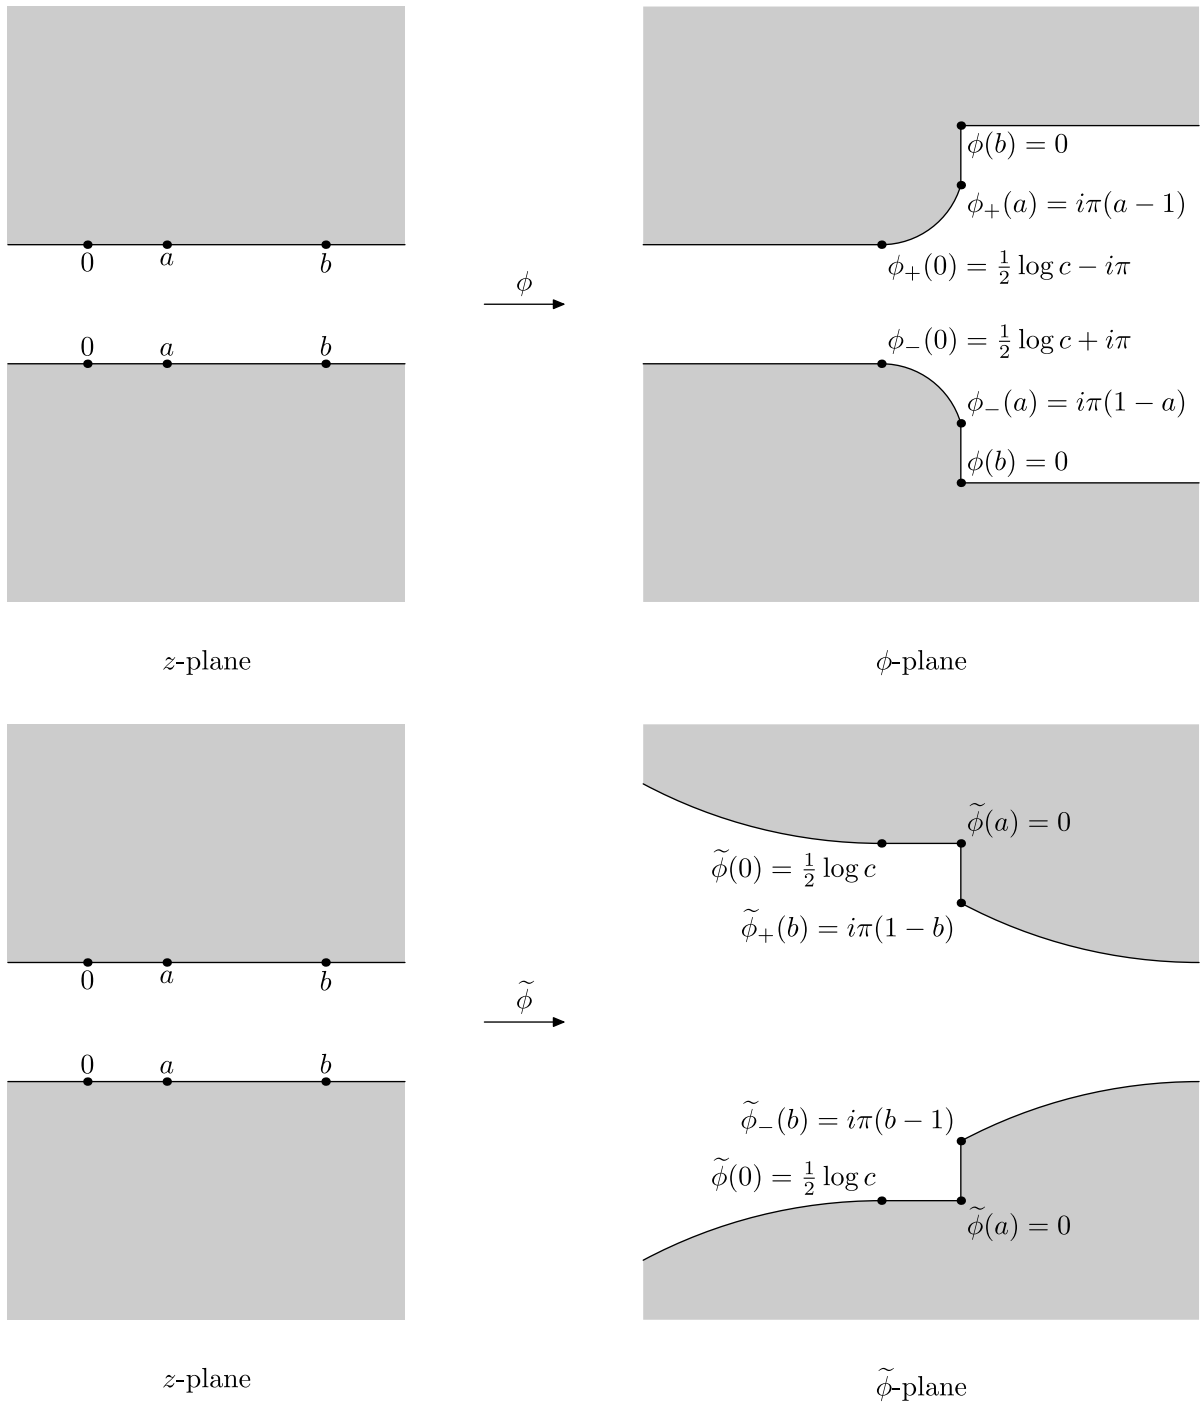 0 a b
ϕ
0 a b
ϕ(b) = 0
ϕ₊(a) = iπ(a − 1)
ϕ₊(0) = ½ log c − iπ
ϕ₋(0) = ½ log c + iπ
ϕ₋(a) = iπ(1 − a)
ϕ(b) = 0
z-plane
ϕ-plane
0 a b
ϕ̃
0 a b
ϕ̃(a) = 0
ϕ̃(0) = ½ log c
ϕ̃₊(b) = iπ(1 − b)
ϕ̃₋(b) = iπ(b − 1)
ϕ̃(0) = ½ log c
ϕ̃(a) = 0
z-plane
ϕ̃-plane